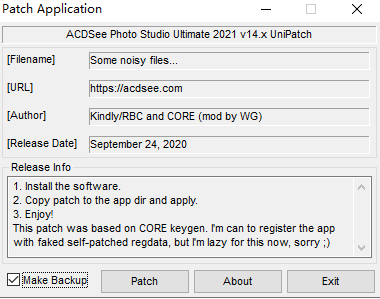 Patch Application
ACDSee Photo Studio Ultimate 2021 v14.x UniPatch
[Filename] Some noisy files...
[URL] https://acdsee.com
[Author] Kindly/RBC and CORE (mod by WG)
[Release Date] September 24, 2020
Release Info
1. Install the software.
2. Copy patch to the app dir and apply.
3. Enjoy!
This patch was based on CORE keygen. I'm can to register the app
with faked self-patched regdata, but I'm lazy for this now, sorry ;)
Make Backup Patch About Exit